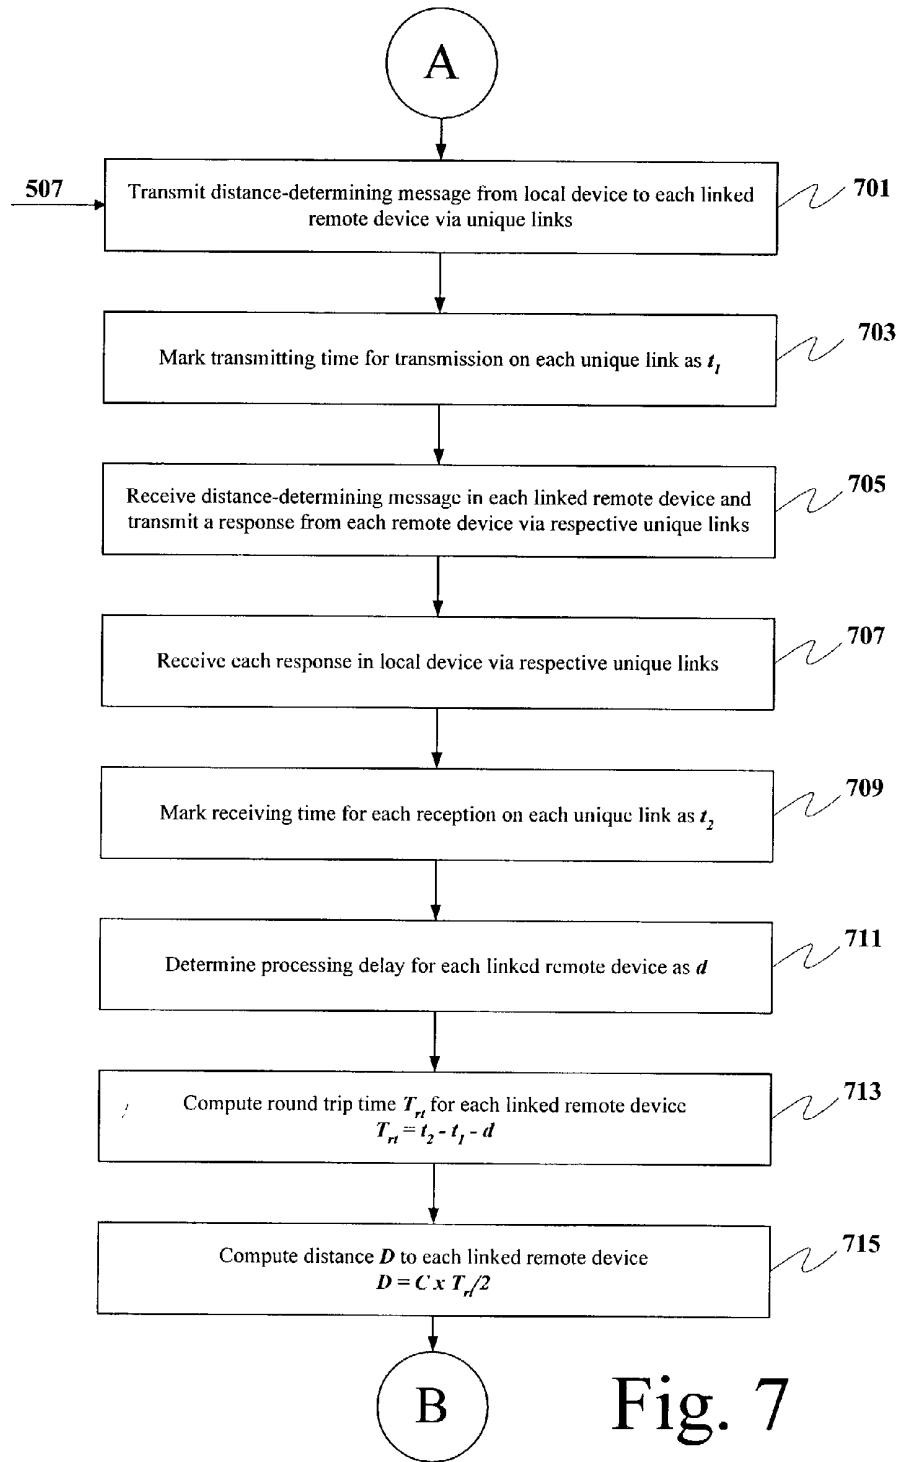 A
507
Transmit distance-determining message from local device to each linked
remote device via unique links
701
Mark transmitting time for transmission on each unique link as t1
703
Receive distance-determining message in each linked remote device and
transmit a response from each remote device via respective unique links
705
Receive each response in local device via respective unique links
707
Mark receiving time for each reception on each unique link as t2
709
Determine processing delay for each linked remote device as d
711
Compute round trip time Trt for each linked remote device
Trt = t2 - t1 - d
713
Compute distance D to each linked remote device
D = C x Trt/2
715
B
Fig. 7